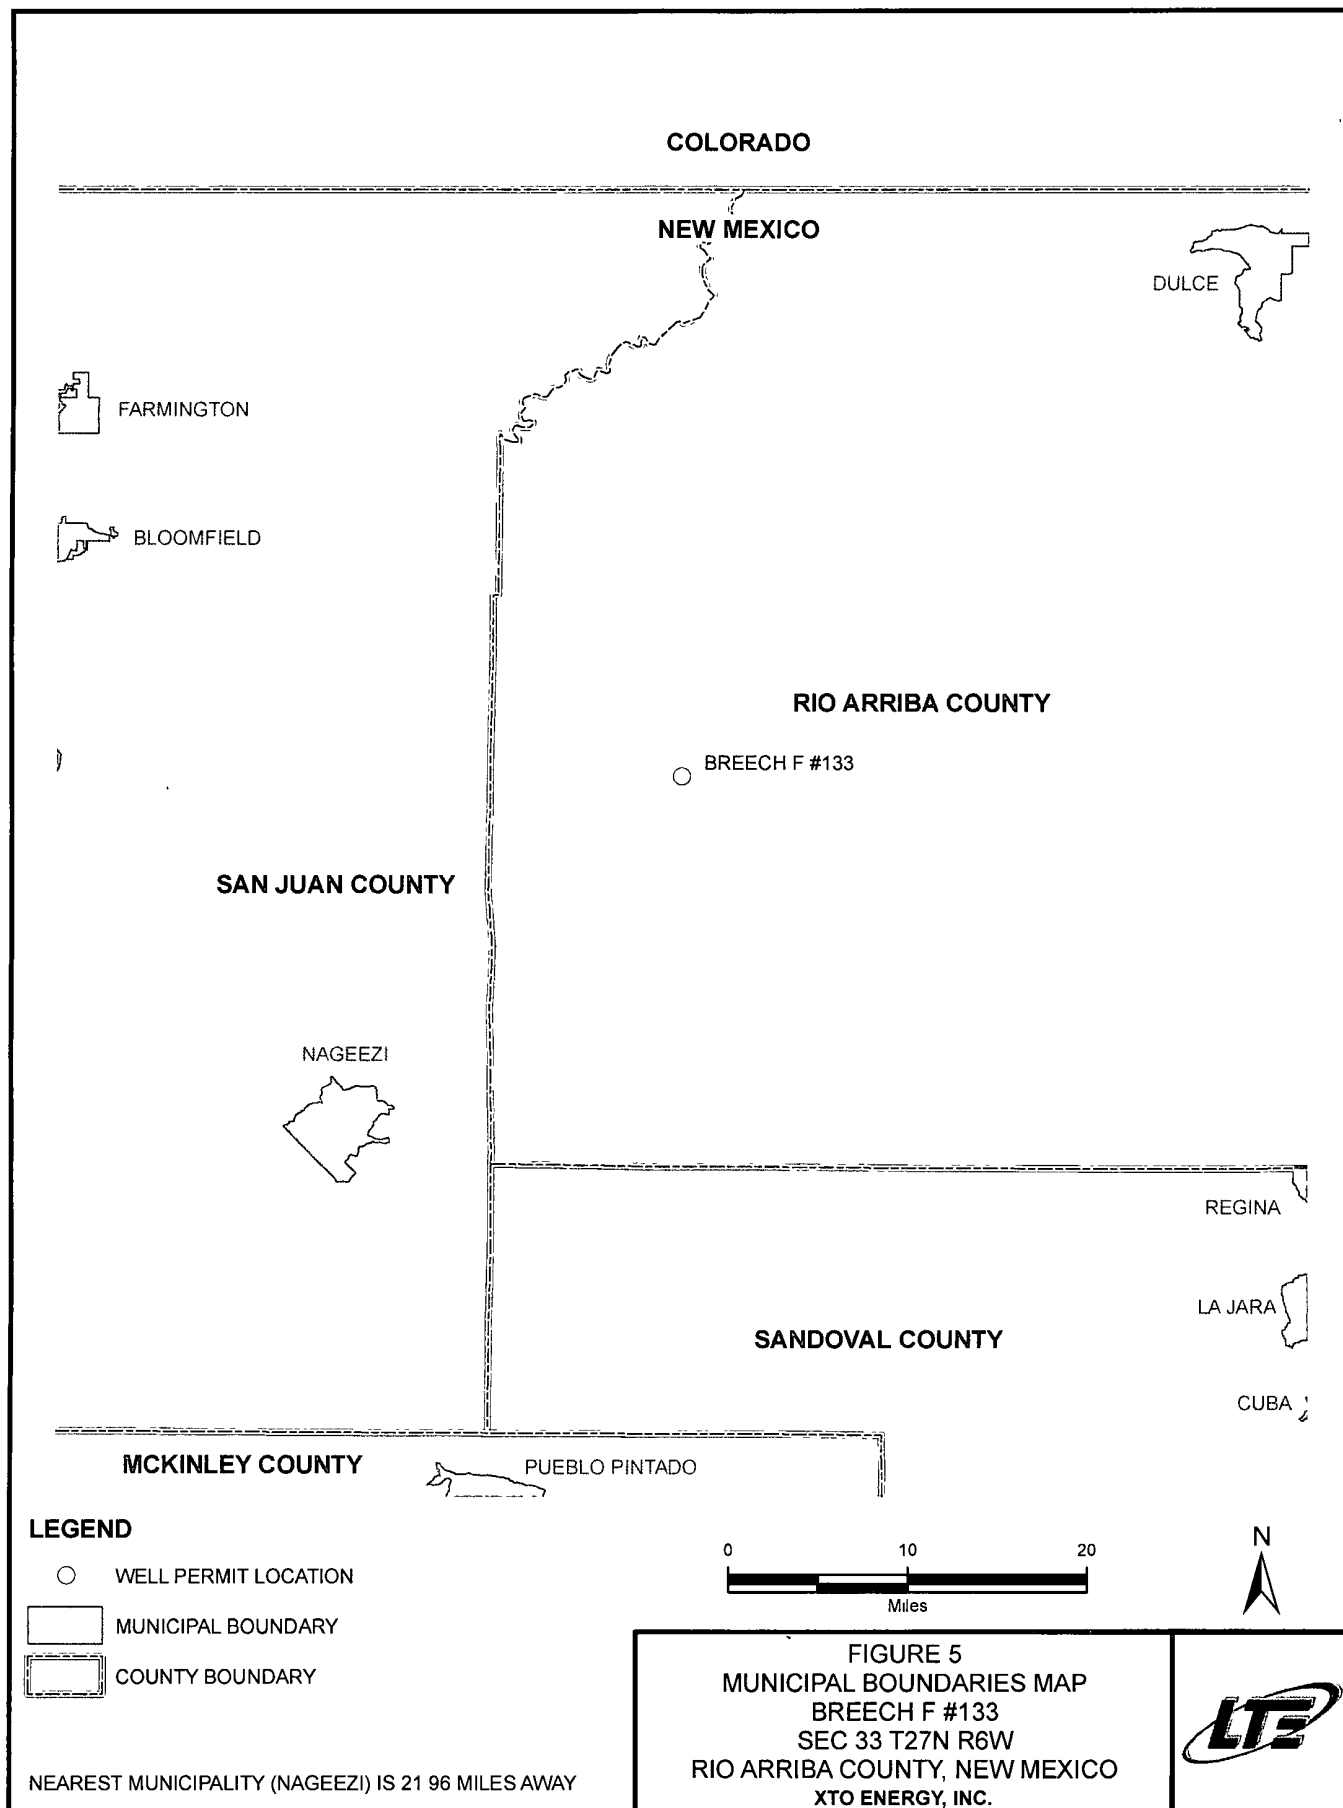 COLORADO
NEW MEXICO
DULCE
FARMINGTON
BLOOMFIELD
RIO ARRIBA COUNTY
BREECH F #133
SAN JUAN COUNTY
NAGEEZI
REGINA
LA JARA
SANDOVAL COUNTY
CUBA
MCKINLEY COUNTY
PUEBLO PINTADO
LEGEND
WELL PERMIT LOCATION
MUNICIPAL BOUNDARY
COUNTY BOUNDARY
NEAREST MUNICIPALITY (NAGEEZI) IS 21 96 MILES AWAY
0 10 20
Miles
N
FIGURE 5
MUNICIPAL BOUNDARIES MAP
BREECH F #133
SEC 33 T27N R6W
RIO ARRIBA COUNTY, NEW MEXICO
XTO ENERGY, INC.
LTE